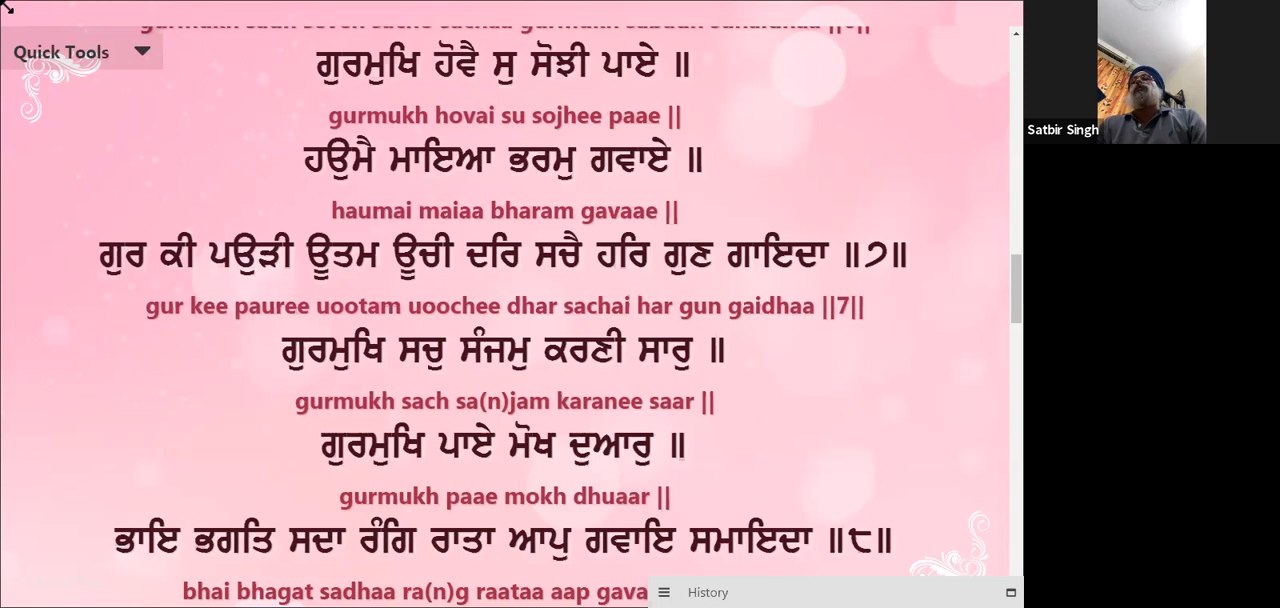 Quick Tools
ਗੁਰਮੁਖਿ ਹੋਵੈ ਸੁ ਸੋਝੀ ਪਾਏ ॥
gurmukh hovai su sojhee paae ||
ਹਉਮੈ ਮਾਇਆ ਭਰਮੁ ਗਵਾਏ ॥
haumai maiaa bharam gavaae ||
ਗੁਰ ਕੀ ਪਉੜੀ ਊਤਮ ਊਚੀ ਦਰਿ ਸਚੈ ਹਰਿ ਗੁਣ ਗਾਇਦਾ ॥੭॥
gur kee pauree uootam uoochee dhar sachai har gun gaidhaa ||7||
ਗੁਰਮੁਖਿ ਸਚੁ ਸੰਜਮੁ ਕਰਣੀ ਸਾਰੁ ॥
gurmukh sach sa(n)jam karanee saar ||
ਗੁਰਮੁਖਿ ਪਾਏ ਮੋਖ ਦੁਆਰੁ ॥
gurmukh paae mokh dhuaar ||
ਭਾਇ ਭਗਤਿ ਸਦਾ ਰੰਗਿ ਰਾਤਾ ਆਪੁ ਗਵਾਇ ਸਮਾਇਦਾ ॥੮॥
bhai bhagat sadhaa ra(n)g raataa aap gava
History
Satbir Singh